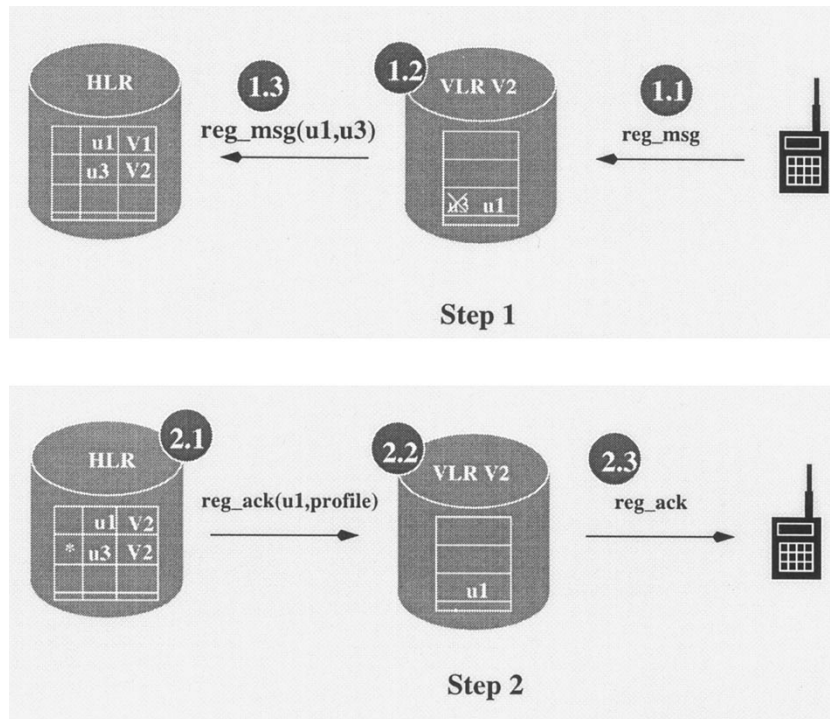 HLR
1.3
1.2
VLR V2
1.1
reg_msg(u1,u3)
reg_msg
u1 V1
u3 V2
u3 u1
Step 1
HLR
2.1
2.2
VLR V2
2.3
reg_ack(u1,profile)
reg_ack
u1 V2
* u3 V2
u1
Step 2